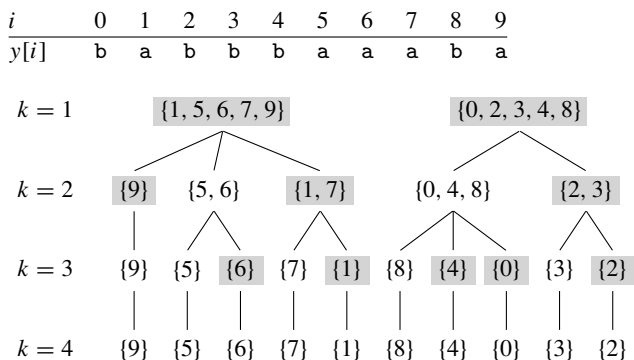 i 0 1 2 3 4 5 6 7 8 9
y[i] b a b b b a a a b a
k = 1 {1, 5, 6, 7, 9} {0, 2, 3, 4, 8}
k = 2 {9} {5, 6} {1, 7} {0, 4, 8} {2, 3}
k = 3 {9} {5} {6} {7} {1} {8} {4} {0} {3} {2}
k = 4 {9} {5} {6} {7} {1} {8} {4} {0} {3} {2}